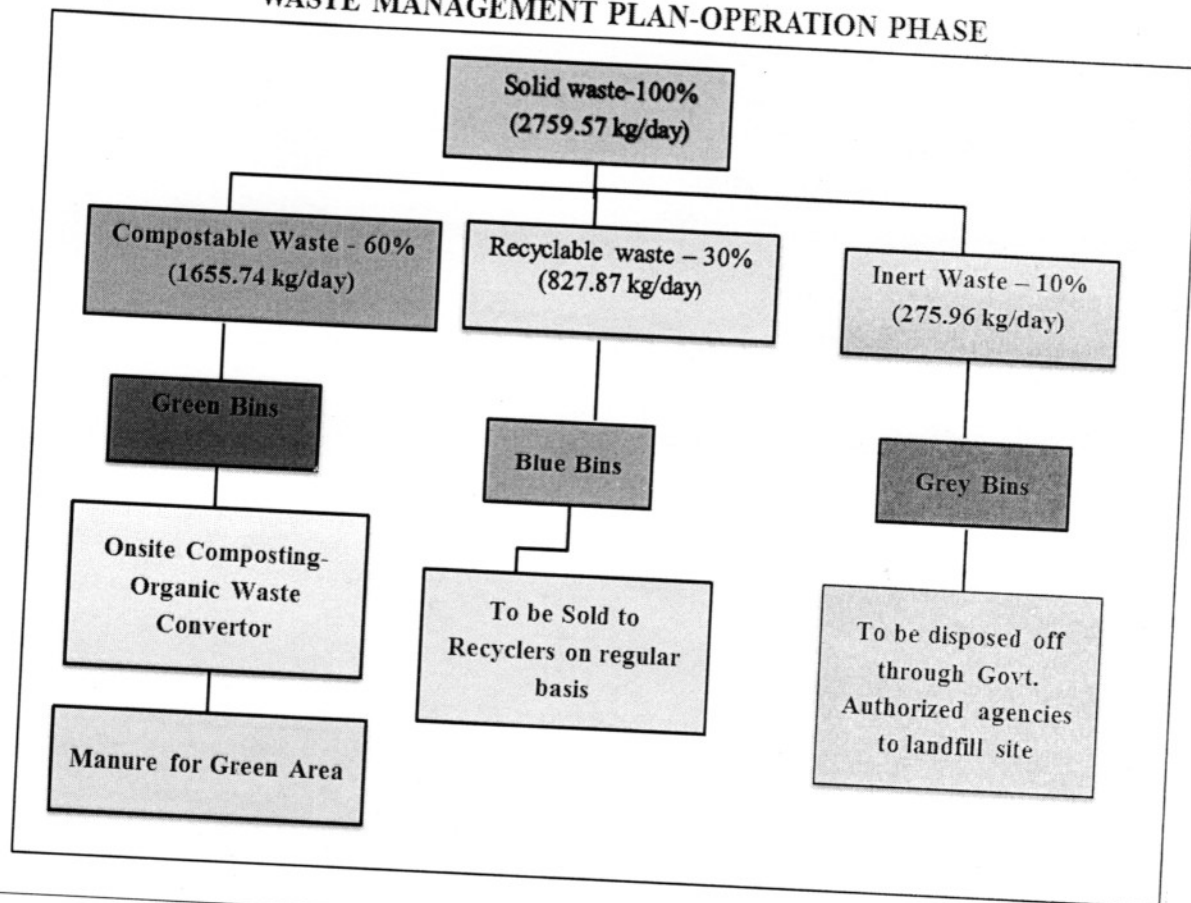 WASTE MANAGEMENT PLAN-OPERATION PHASE
Solid waste-100%
(2759.57 kg/day)
Compostable Waste - 60%
(1655.74 kg/day)
Recyclable waste – 30%
(827.87 kg/day)
Inert Waste – 10%
(275.96 kg/day)
Green Bins
Blue Bins
Grey Bins
Onsite Composting-
Organic Waste
Convertor
To be Sold to
Recyclers on regular
basis
To be disposed off
through Govt.
Authorized agencies
to landfill site
Manure for Green Area